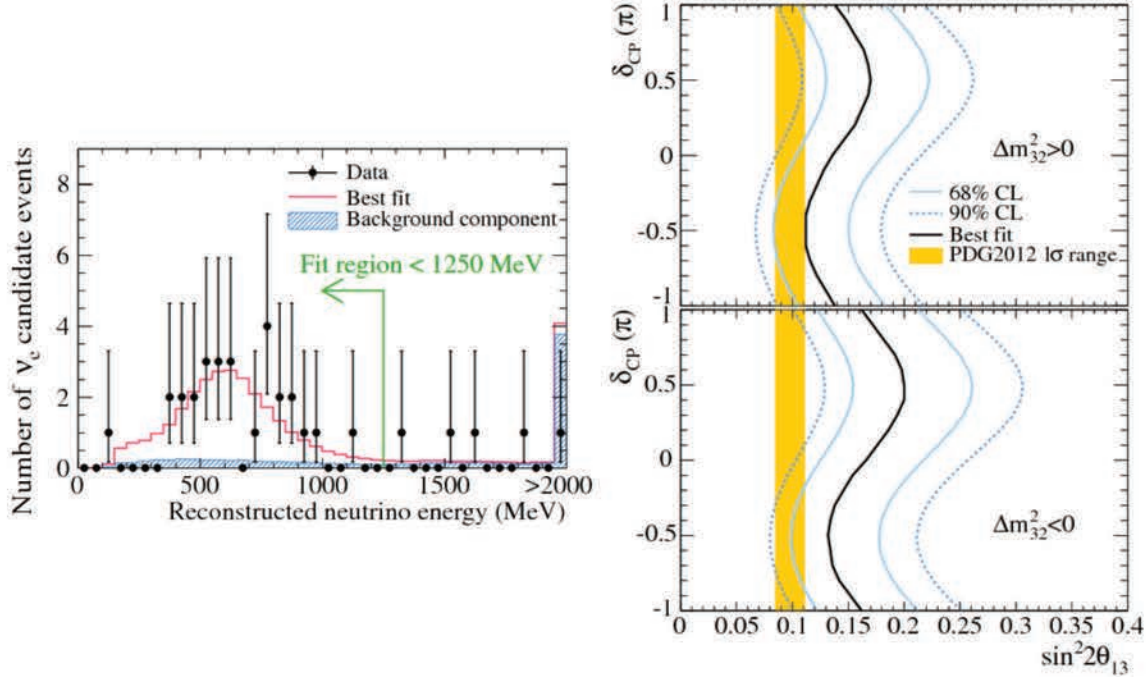 Number of νe candidate events
8
6
4
2
0
Data
Best fit
Background component
Fit region < 1250 MeV
0 500 1000 1500 >2000
Reconstructed neutrino energy (MeV)
δCP (π)
1
0.5
0
-0.5
-1
Δm²32>0
68% CL
90% CL
Best fit
PDG2012 1σ range
δCP (π)
1
0.5
0
-0.5
-1
Δm²32<0
0 0.05 0.1 0.15 0.2 0.25 0.3 0.35 0.4
sin²2θ13